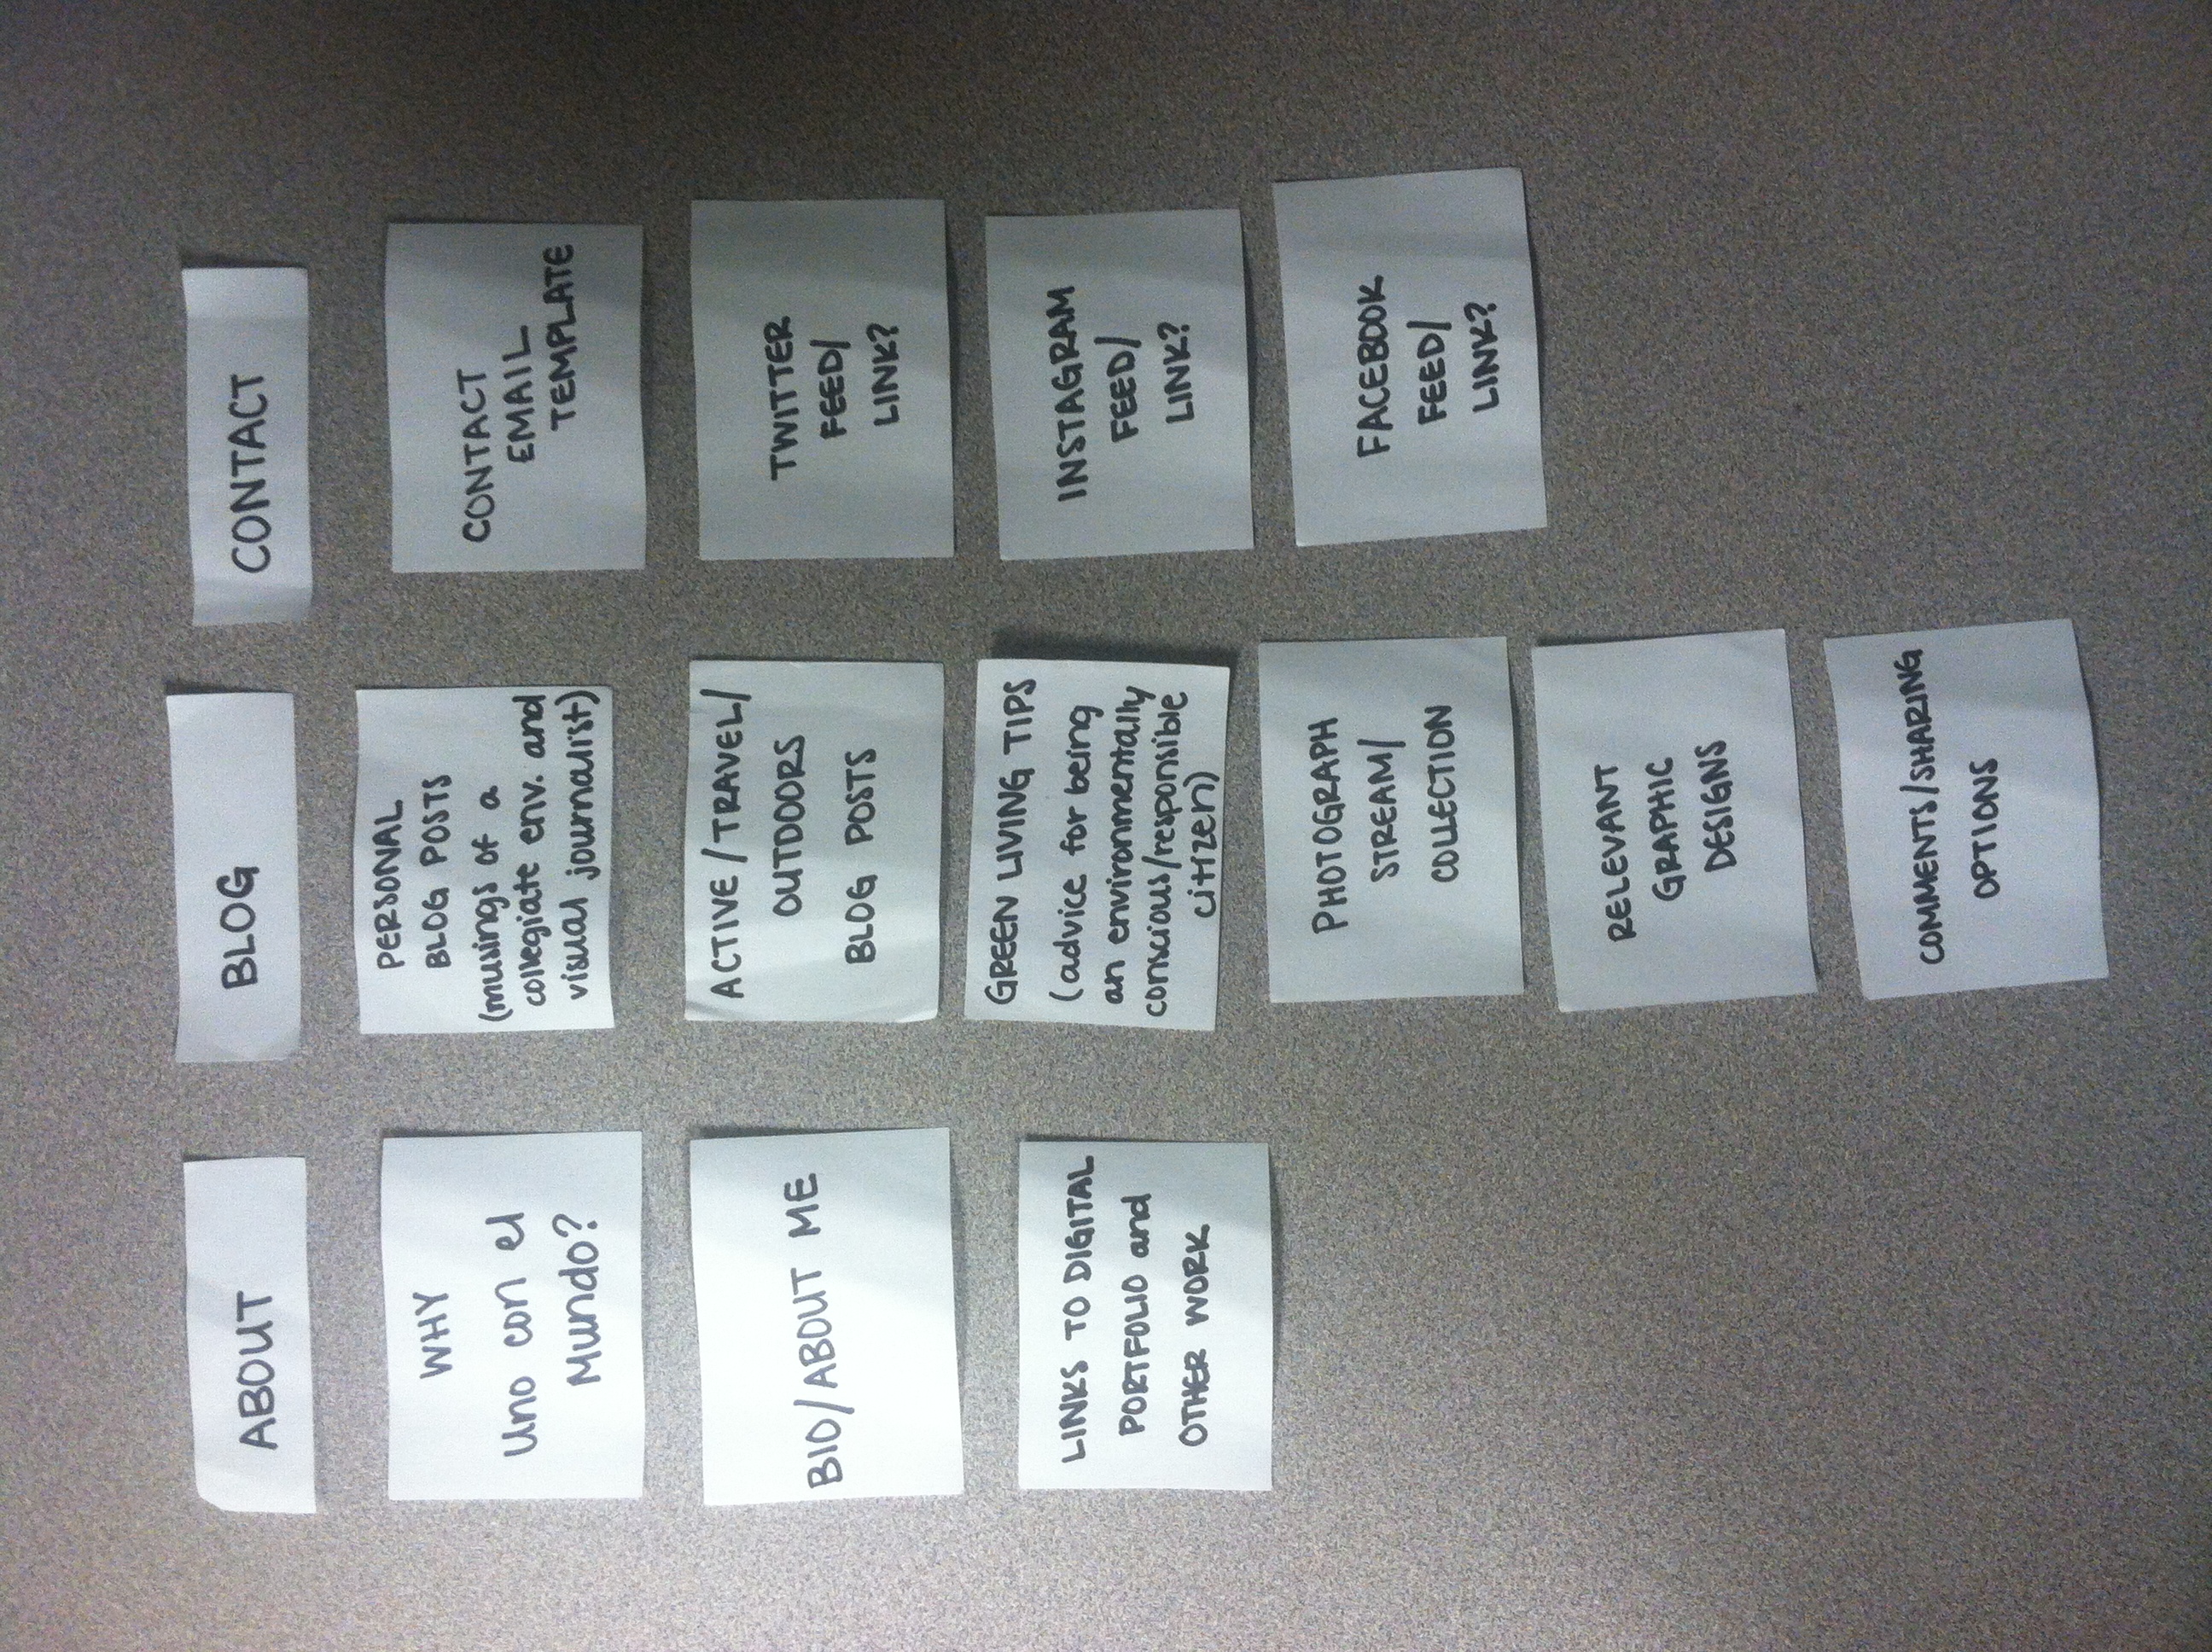 ABOUT
WHY
Uno con el
Mundo?
BIO/ABOUT ME
LINKS TO DIGITAL
PORTFOLIO and
OTHER WORK
BLOG
PERSONAL
BLOG POSTS
(musings of a
collegiate env. and
visual journalist)
ACTIVE/TRAVEL/
OUTDOORS
BLOG POSTS
GREEN LIVING TIPS
(advice for being
an environmentally
conscious/responsible
citizen)
PHOTOGRAPH
STREAM/
COLLECTION
RELEVANT
GRAPHIC
DESIGNS
COMMENTS/SHARING
OPTIONS
CONTACT
CONTACT
EMAIL
TEMPLATE
TWITTER
FEED/
LINK?
INSTAGRAM
FEED/
LINK?
FACEBOOK
FEED/
LINK?